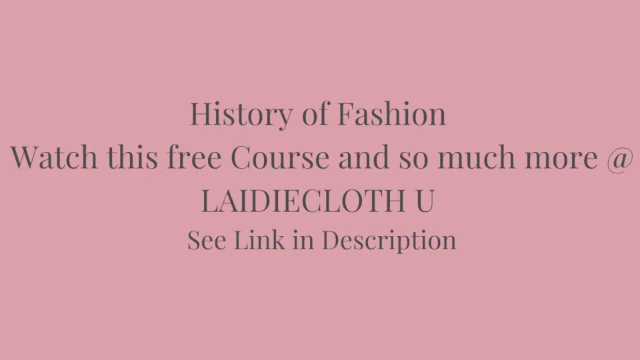 History of Fashion
Watch this free Course and so much more @
LAIDIECLOTH U
See Link in Description